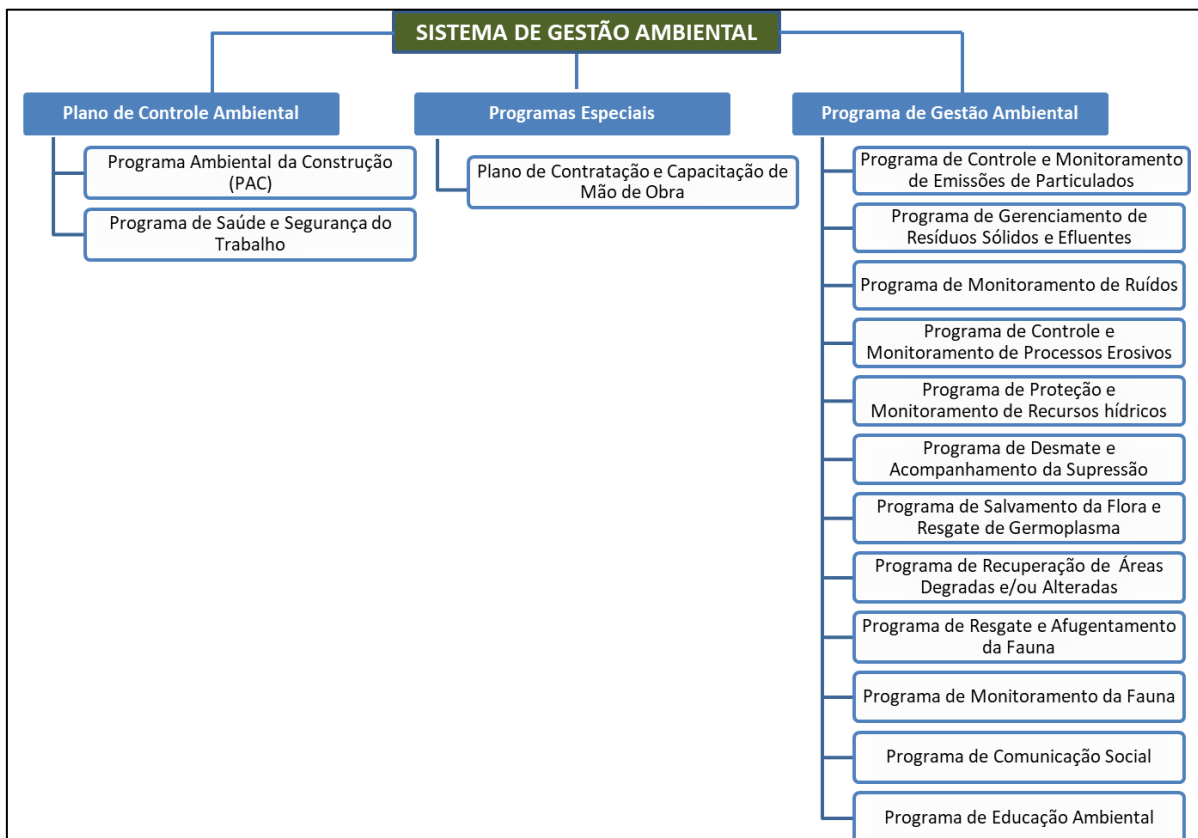 SISTEMA DE GESTÃO AMBIENTAL
Plano de Controle Ambiental
Programa Ambiental da Construção
(PAC)
Programa de Saúde e Segurança do
Trabalho
Programas Especiais
Plano de Contratação e Capacitação de
Mão de Obra
Programa de Gestão Ambiental
Programa de Controle e Monitoramento
de Emissões de Particulados
Programa de Gerenciamento de
Resíduos Sólidos e Efluentes
Programa de Monitoramento de Ruídos
Programa de Controle e
Monitoramento de Processos Erosivos
Programa de Proteção e
Monitoramento de Recursos hídricos
Programa de Desmate e
Acompanhamento da Supressão
Programa de Salvamento da Flora e
Resgate de Germoplasma
Programa de Recuperação de Áreas
Degradas e/ou Alteradas
Programa de Resgate e Afugentamento
da Fauna
Programa de Monitoramento da Fauna
Programa de Comunicação Social
Programa de Educação Ambiental